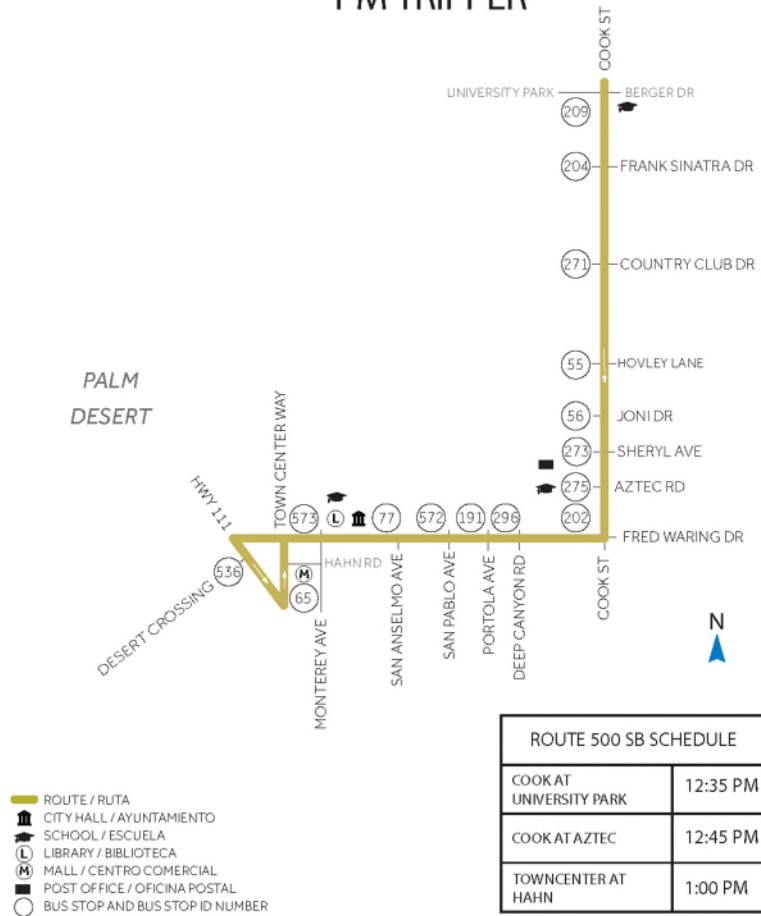 PM TRIPPER
COOK ST
UNIVERSITY PARK
BERGER DR
209
204
FRANK SINATRA DR
271
COUNTRY CLUB DR
55
HOVLEY LANE
PALM
DESERT
56
JONI DR
273
SHERYL AVE
275
AZTEC RD
HWY 111
TOWN CENTER WAY
573
L
77
572
191
296
202
FRED WARING DR
536
HAHN RD
M
65
DESERT CROSSING
MONTEREY AVE
SAN ANSELMO AVE
SAN PABLO AVE
PORTOLA AVE
DEEP CANYON RD
COOK ST
N
ROUTE 500 SB SCHEDULE
COOK AT
UNIVERSITY PARK
12:35 PM
COOK AT AZTEC
12:45 PM
TOWNCENTER AT
HAHN
1:00 PM
ROUTE / RUTA
CITY HALL / AYUNTAMIENTO
SCHOOL / ESCUELA
L LIBRARY / BIBLIOTECA
M MALL / CENTRO COMERCIAL
POST OFFICE / OFICINA POSTAL
BUS STOP AND BUS STOP ID NUMBER